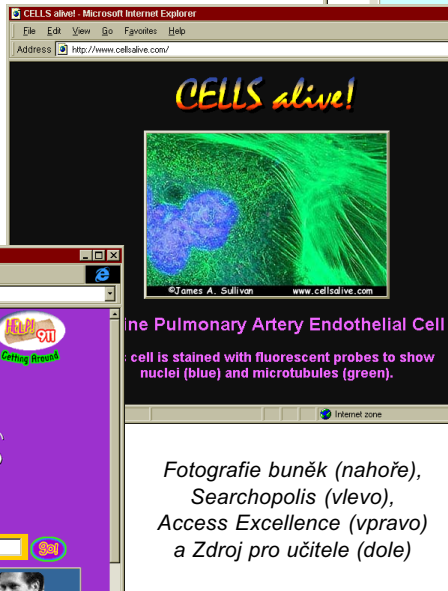 CELLS alive! - Microsoft Internet Explorer
File Edit View Go Favorites Help
Address http://www.cellsalive.com/
CELLS alive!
©James A. Sullivan www.cellsalive.com
HELP! 911
Getting Around
ne Pulmonary Artery Endothelial Cell
cell is stained with fluorescent probes to show
nuclei (blue) and microtubules (green).
Internet zone
GO!
Fotografie buněk (nahoře),
Searchopolis (vlevo),
Access Excellence (vpravo)
a Zdroj pro učitele (dole)